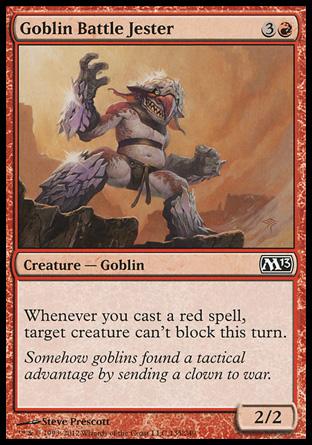 Goblin Battle Jester 3
Creature — Goblin M13
Whenever you cast a red spell,
target creature can't block this turn.
Somehow goblins found a tactical
advantage by sending a clown to war.
Steve Prescott
2/2